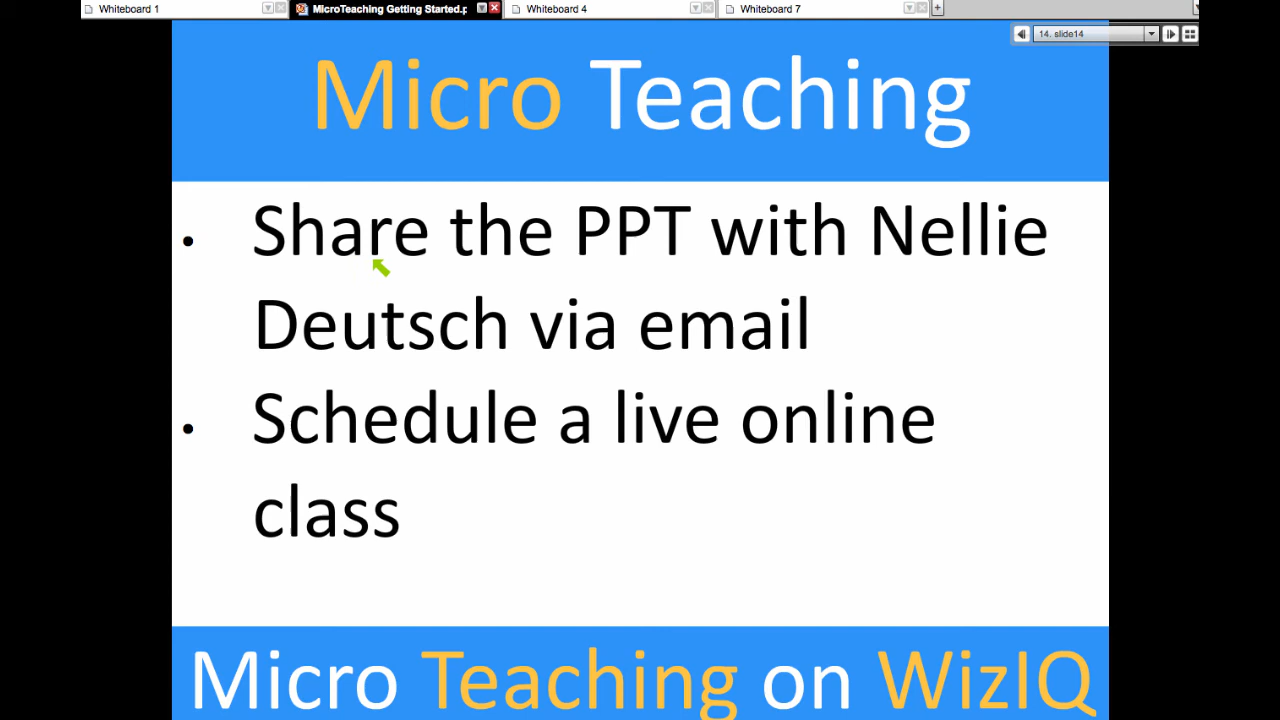 Whiteboard 1
MicroTeaching Getting Started.p
Whiteboard 4
Whiteboard 7
14. slide14
Micro Teaching
• Share the PPT with Nellie
Deutsch via email
• Schedule a live online
class
Micro Teaching on WizIQ